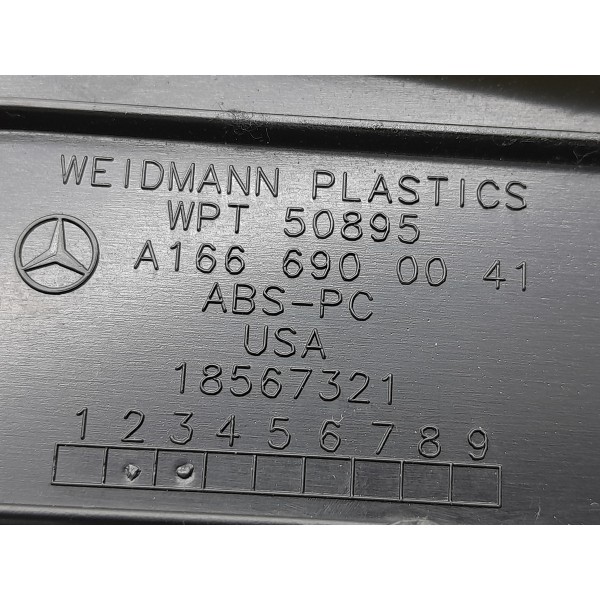 WEIDMANN PLASTICS
WPT 50895
A166 690 00 41
ABS-PC
USA
18567321
1 2 3 4 5 6 7 8 9